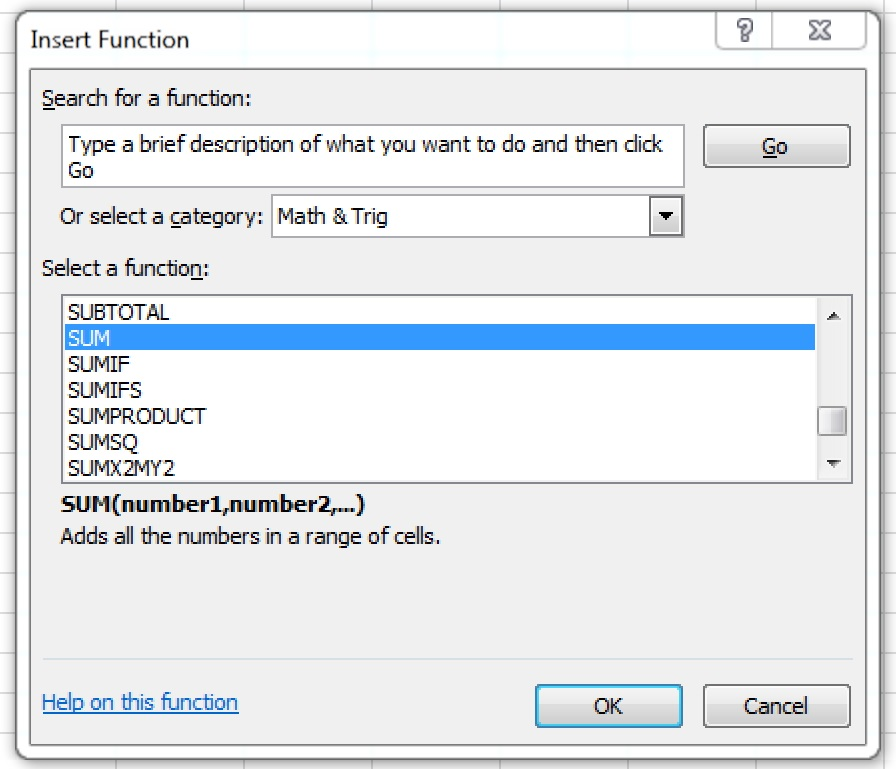 Insert Function
Search for a function:
Type a brief description of what you want to do and then click
Go
Go
Or select a category: Math & Trig
Select a function:
SUBTOTAL
SUM
SUMIF
SUMIFS
SUMPRODUCT
SUMSQ
SUMX2MY2
SUM(number1,number2,...)
Adds all the numbers in a range of cells.
Help on this function
OK
Cancel